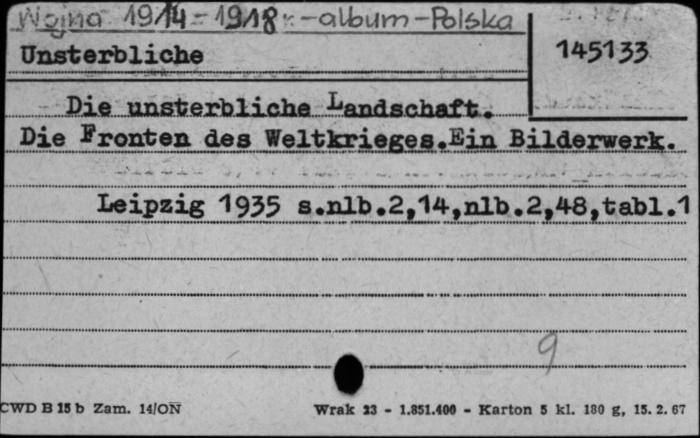 Wojna 1914-1918 r.-album-Polska
Unsterbliche
145133
Die unsterbliche Landschaft.
Die Fronten des Weltkrieges.Ein Bilderwerk.
Leipzig 1935 s.nlb.2,14,nlb.2,48,tabl.1
9
CWD B 15 b Zam. 14/ON
Wrak 23 - 1.851.400 - Karton 5 kl. 180 g, 15. 2. 67